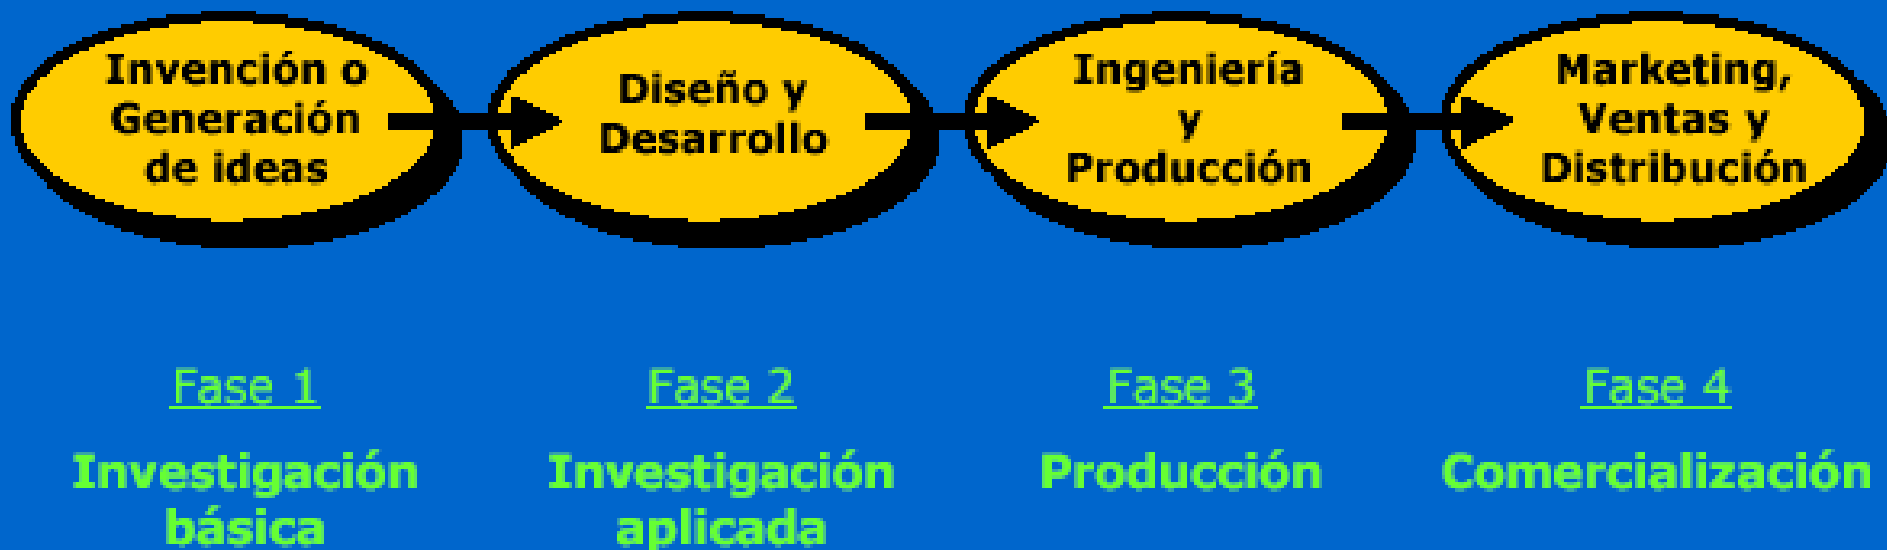 Invención o
Generación
de ideas
Diseño y
Desarrollo
Ingeniería
y
Producción
Marketing,
Ventas y
Distribución
Fase 1
Investigación
básica
Fase 2
Investigación
aplicada
Fase 3
Producción
Fase 4
Comercialización